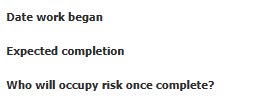 Date work began
Expected completion
Who will occupy risk once complete?